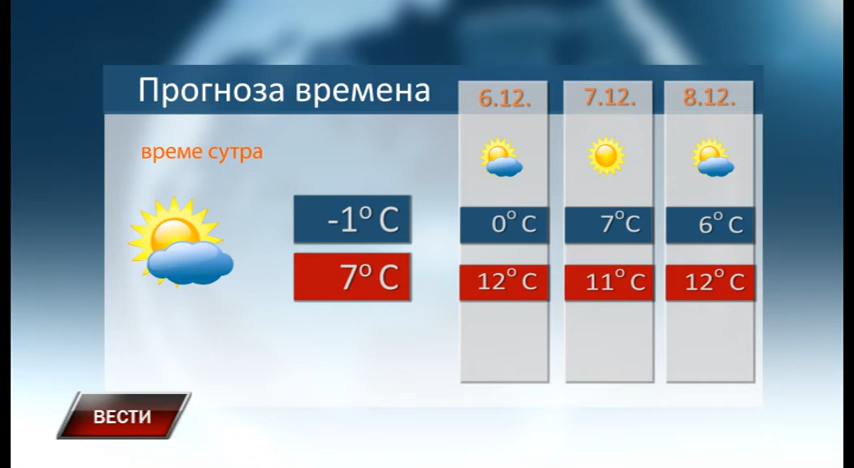 Прогноза времена
време сутра
-1° C
7° C
6.12.
0° C
12° C
7.12.
7°C
11° C
8.12.
6° C
12° C
ВЕСТИ